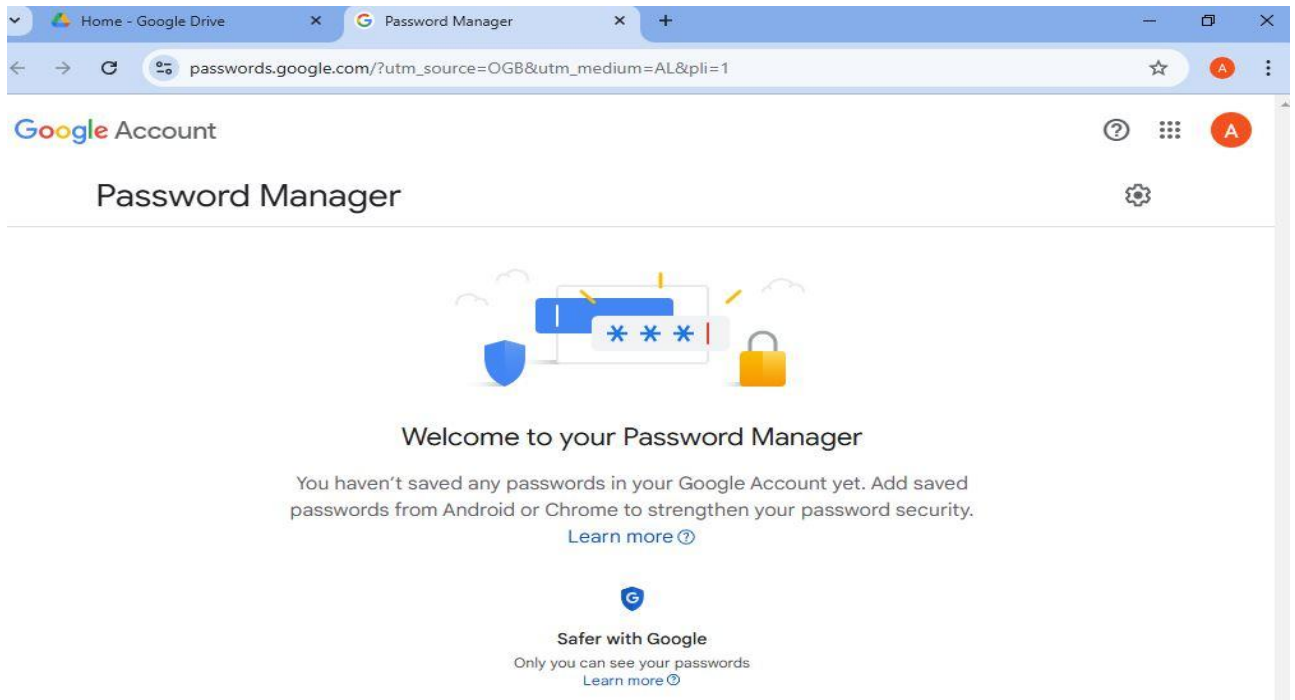 Home - Google Drive
Password Manager
passwords.google.com/?utm_source=OGB&utm_medium=AL&pli=1
A
Google Account
A
Password Manager
***
Welcome to your Password Manager
You haven't saved any passwords in your Google Account yet. Add saved
passwords from Android or Chrome to strengthen your password security.
Learn more
G
Safer with Google
Only you can see your passwords
Learn more